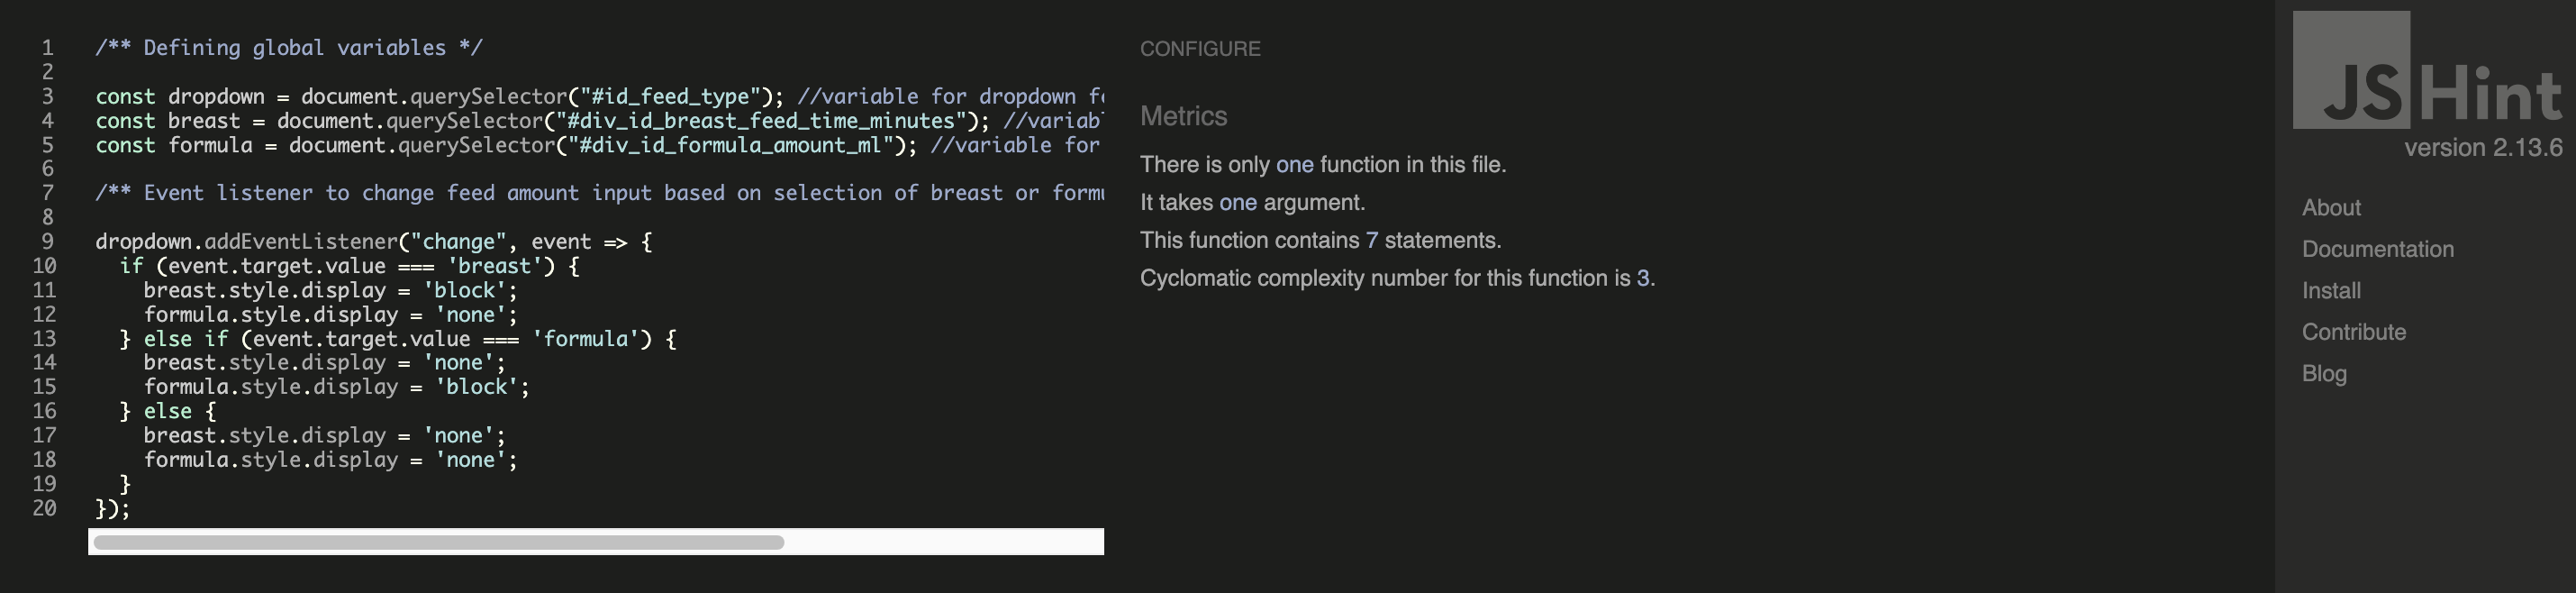 1 /** Defining global variables */
2
3 const dropdown = document.querySelector("#id_feed_type"); //variable for dropdown
4 const breast = document.querySelector("#div_id_breast_feed_time_minutes");
5 const formula = document.querySelector("#div_id_formula_amount_ml"); //variable for
6
7 /** Event listener to change feed amount input based on selection of breast or
8
9 dropdown.addEventListener("change", event => {
10 if (event.target.value === 'breast') {
11 breast.style.display = 'block';
12 formula.style.display = 'none';
13 } else if (event.target.value === 'formula') {
14 breast.style.display = 'none';
15 formula.style.display = 'block';
16 } else {
17 breast.style.display = 'none';
18 formula.style.display = 'none';
19 }
20 });
CONFIGURE
Metrics
There is only one function in this file.
It takes one argument.
This function contains 7 statements.
Cyclomatic complexity number for this function is 3.
JSHint
version 2.13.6
About
Documentation
Install
Contribute
Blog